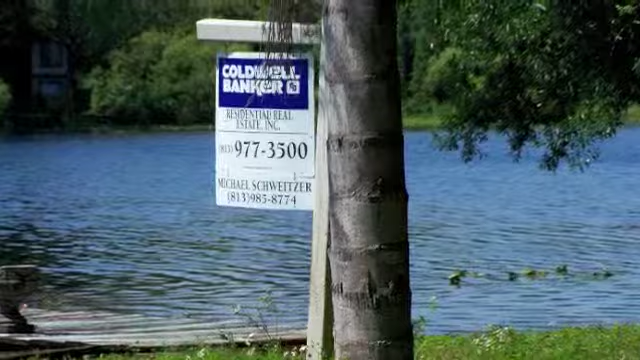 COLDWELL
BANKER
RESIDENTIAL REAL
ESTATE, INC.
(813) 977-3500
MICHAEL SCHWEITZER
(813)985-8774